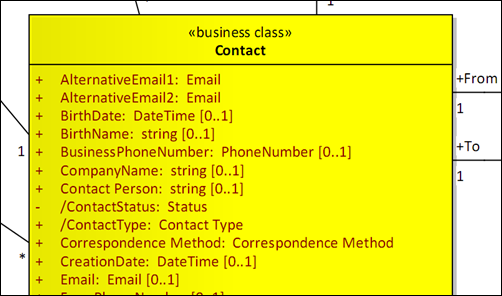 1
«business class»
Contact
+ AlternativeEmail1: Email
+ AlternativeEmail2: Email
+ BirthDate: DateTime [0..1]
+ BirthName: string [0..1]
+ BusinessPhoneNumber: PhoneNumber [0..1]
+ CompanyName: string [0..1]
+ Contact Person: string [0..1]
- /ContactStatus: Status
+ /ContactType: Contact Type
+ Correspondence Method: Correspondence Method
+ CreationDate: DateTime [0..1]
+ Email: Email [0..1]
+From
1
+To
1
1
*